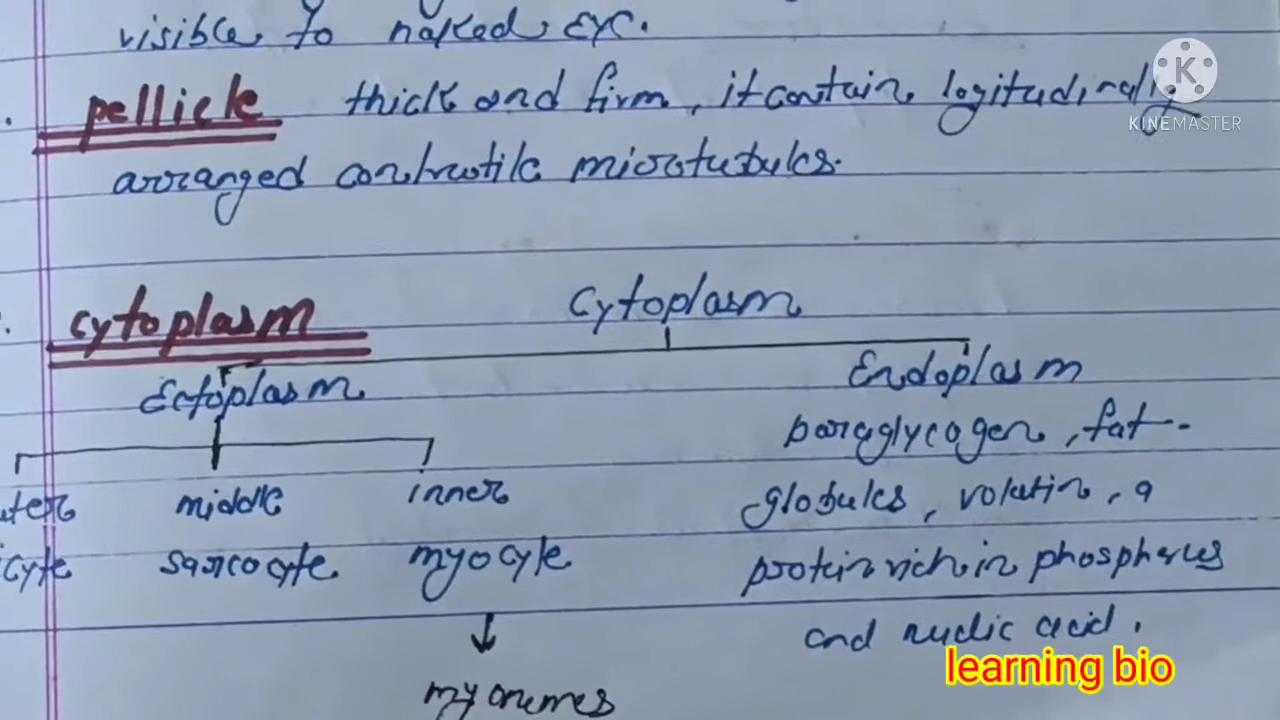 visible to naked eye.
pellicle thick and firm, it contain logitudinally
KINEMASTER
arranged contractile microtubules.
cytoplasm
Cytoplasm
Ectoplasm
Endoplasm
paraglycogen, fat-
middle inner
globules, volutin, a
sarcocyte myocyte
protein rich in phosphorus
and nucleic acid.
myonemes
learning bio